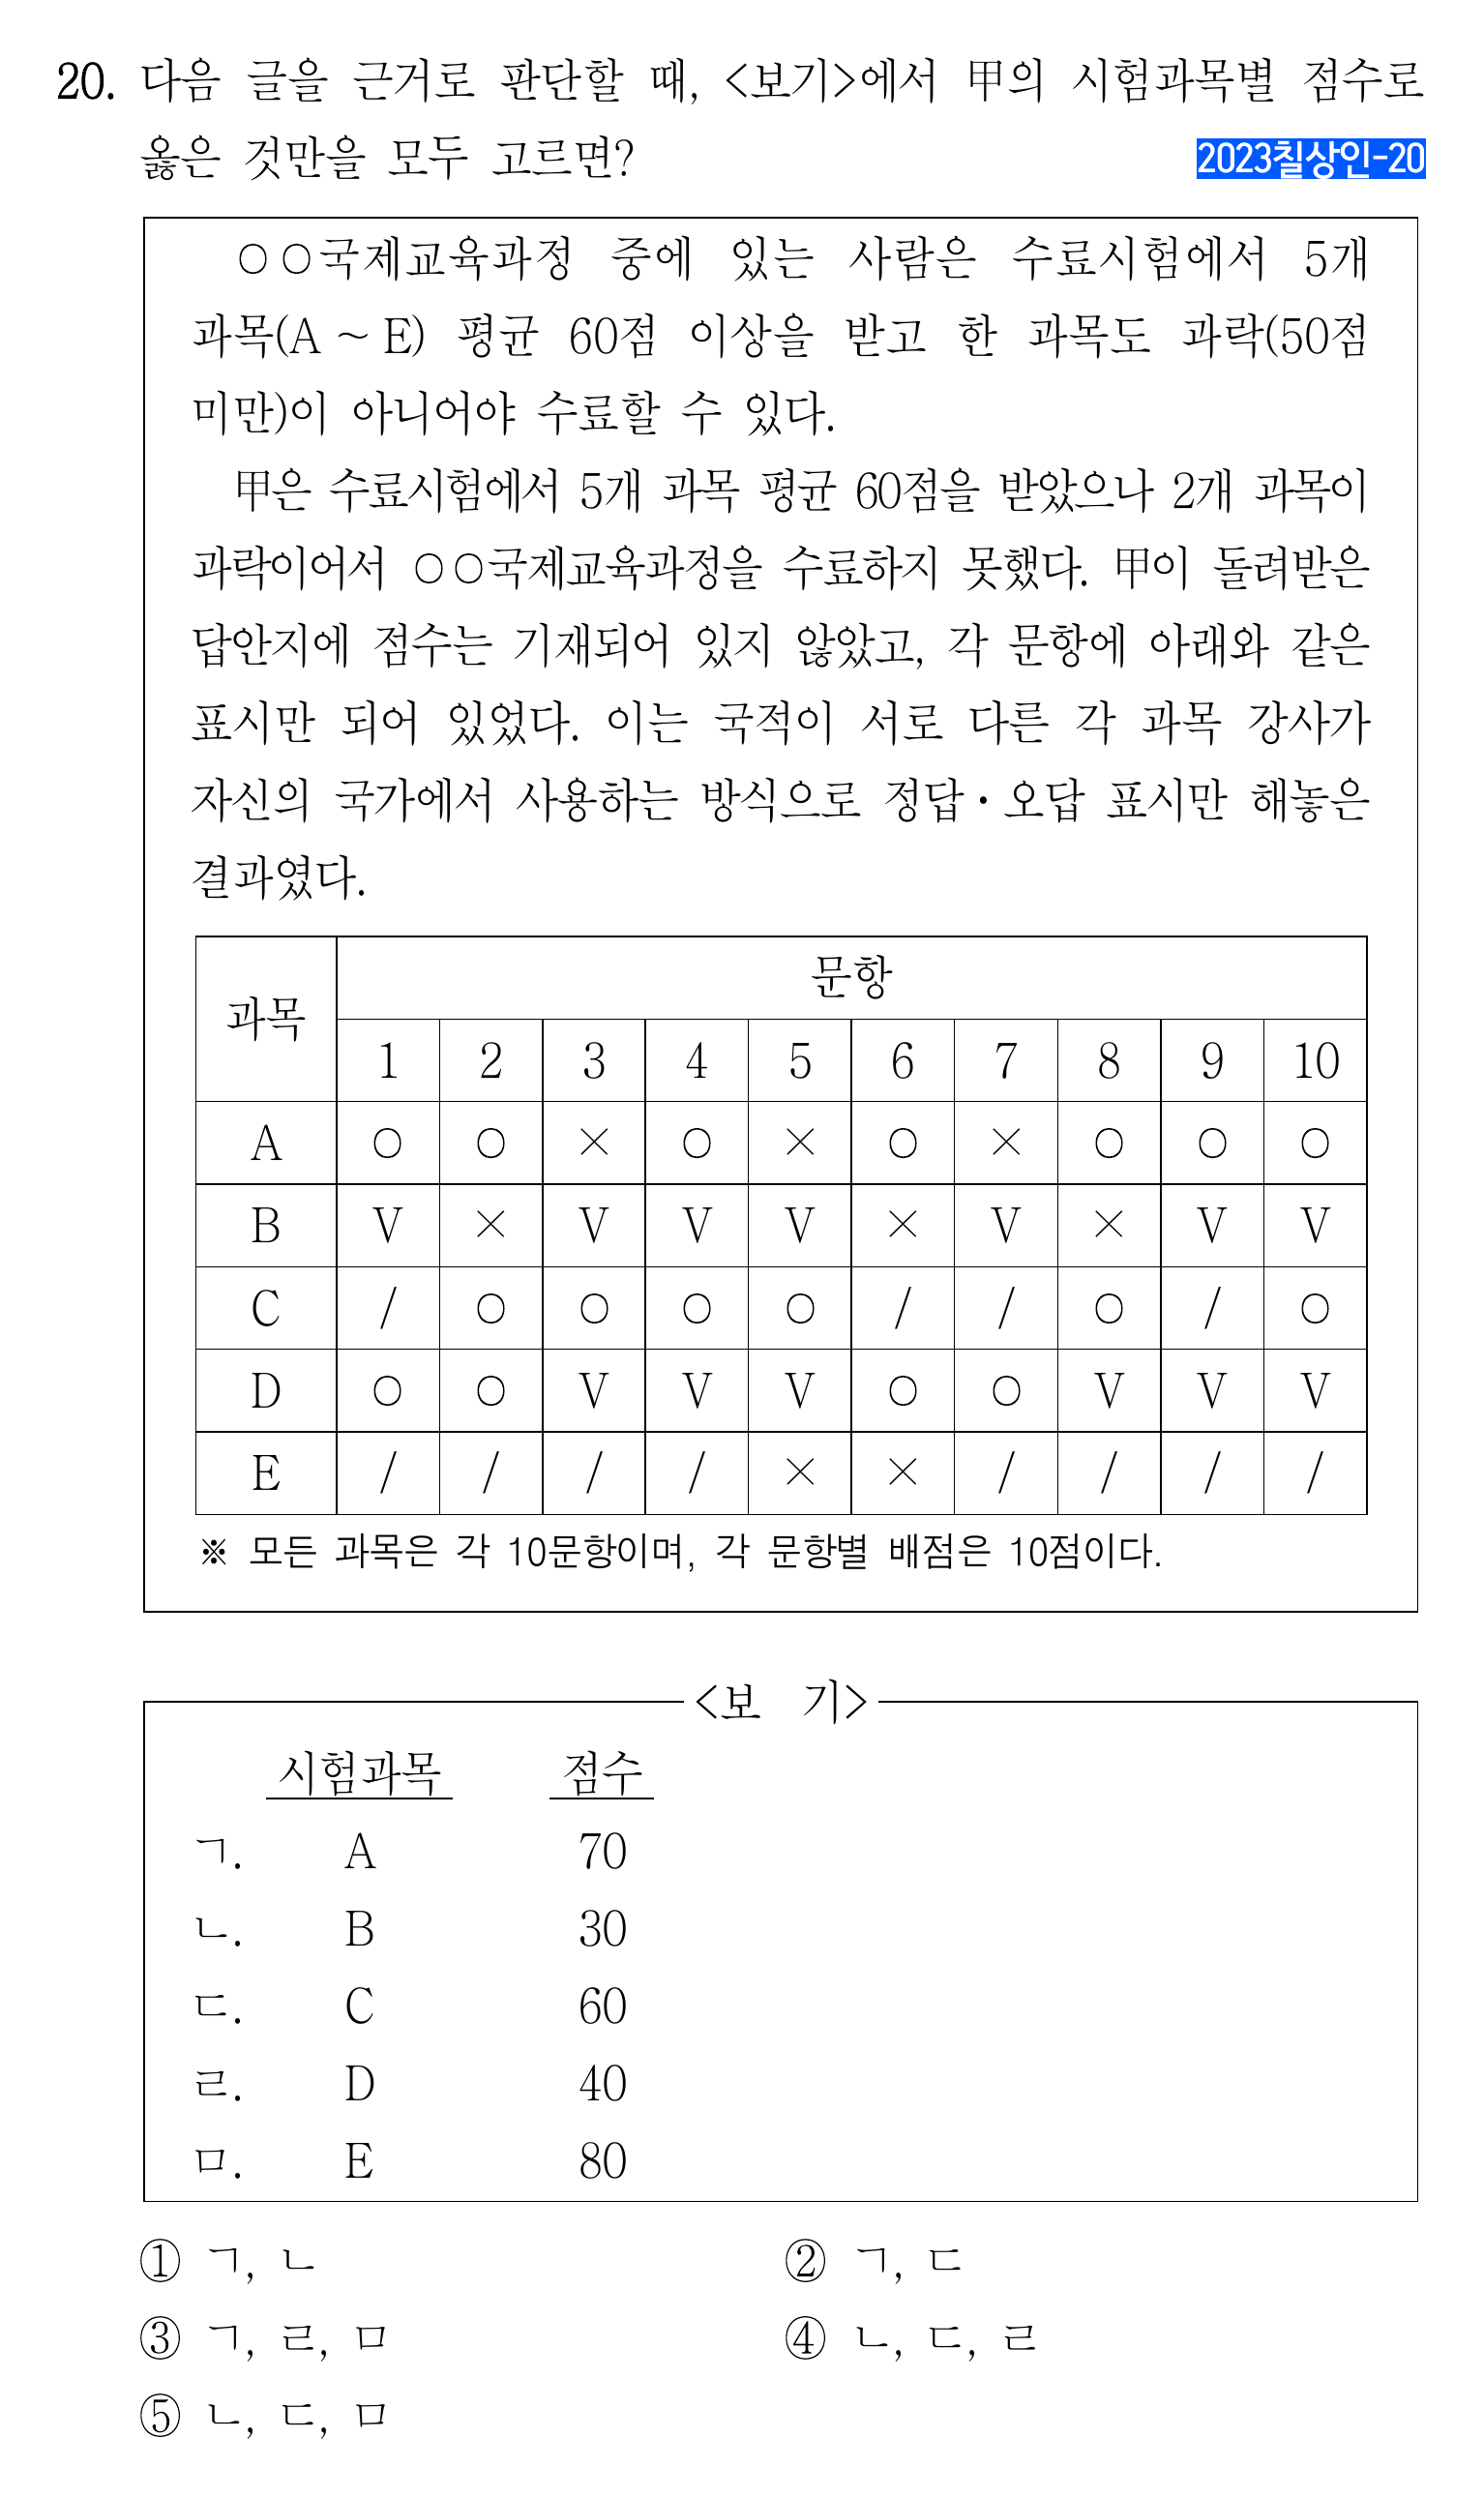 20. 다음 글을 근거로 판단할 때, <보기>에서 甲의 시험과목별 점수로
옳은 것만을 모두 고르면?
2023칠상인-20
○○국제교육과정 중에 있는 사람은 수료시험에서 5개
과목(A ~ E) 평균 60점 이상을 받고 한 과목도 과락(50점
미만)이 아니어야 수료할 수 있다.
甲은 수료시험에서 5개 과목 평균 60점을 받았으나 2개 과목이
과락이어서 ○○국제교육과정을 수료하지 못했다. 甲이 돌려받은
답안지에 점수는 기재되어 있지 않았고, 각 문항에 아래와 같은
표시만 되어 있었다. 이는 국적이 서로 다른 각 과목 강사가
자신의 국가에서 사용하는 방식으로 정답·오답 표시만 해놓은
결과였다.
과목 문항
1 2 3 4 5 6 7 8 9 10
A ○ ○ × ○ × ○ × ○ ○ ○
B V × V V V × V × V V
C / ○ ○ ○ ○ / / ○ / ○
D ○ ○ V V V ○ ○ V V V
E / / / / × × / / / /
※ 모든 과목은 각 10문항이며, 각 문항별 배점은 10점이다.
<보 기>
시험과목 점수
ㄱ. A 70
ㄴ. B 30
ㄷ. C 60
ㄹ. D 40
ㅁ. E 80
① ㄱ, ㄴ
② ㄱ, ㄷ
③ ㄱ, ㄹ, ㅁ
④ ㄴ, ㄷ, ㄹ
⑤ ㄴ, ㄷ, ㅁ